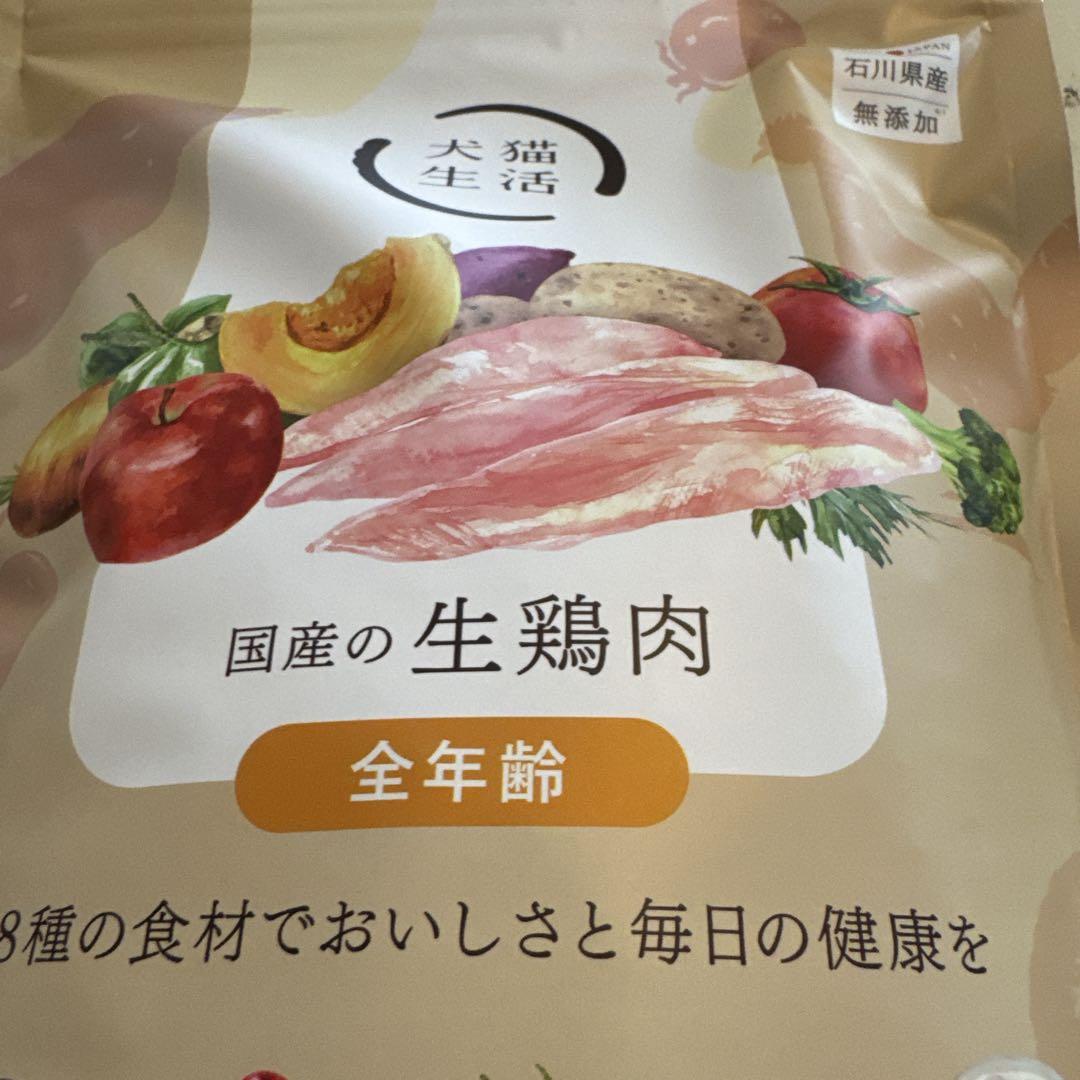 JAPAN
石川県産
無添加
犬猫
生活
国産の 生鶏肉
全年齢
8種の食材でおいしさと毎日の健康を